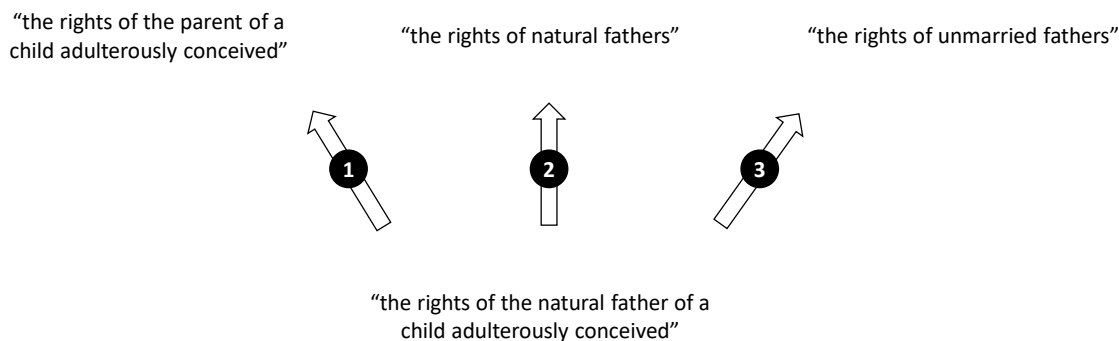 “the rights of the parent of a
child adulterously conceived”
“the rights of natural fathers”
“the rights of unmarried fathers”
1
2
3
“the rights of the natural father of a
child adulterously conceived”